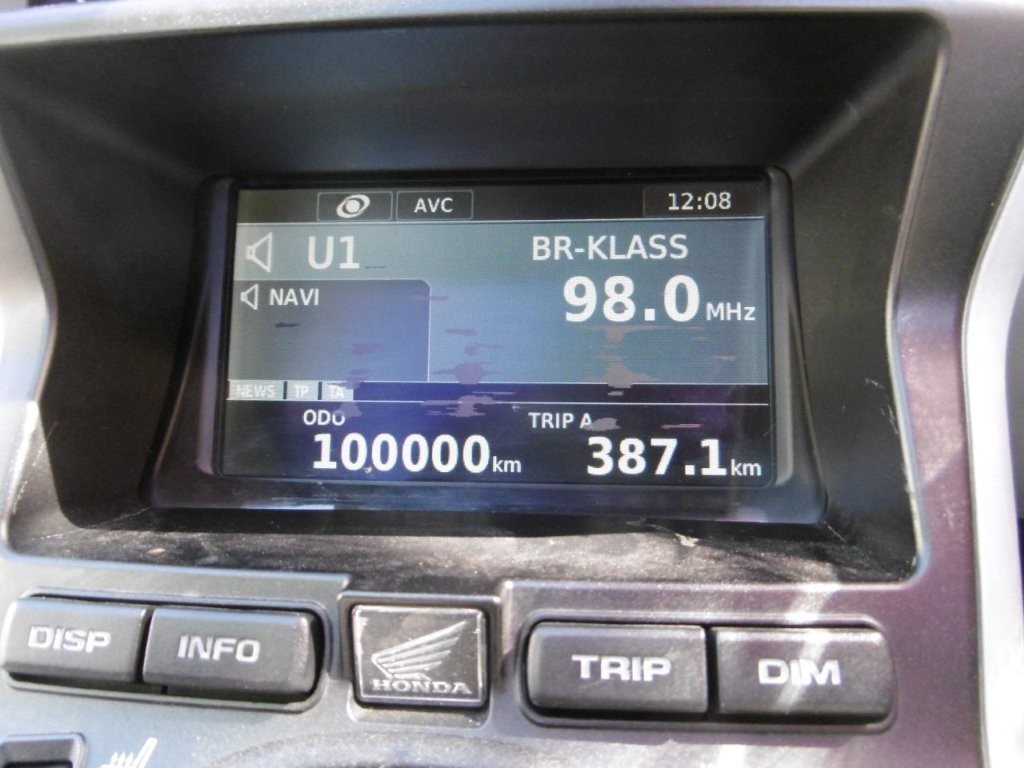 AVC 12:08
U1 BR-KLASS
NAVI 98.0 MHz
NEWS TP TA
ODO TRIP A
100000 km 387.1 km
DISP INFO HONDA TRIP DIM